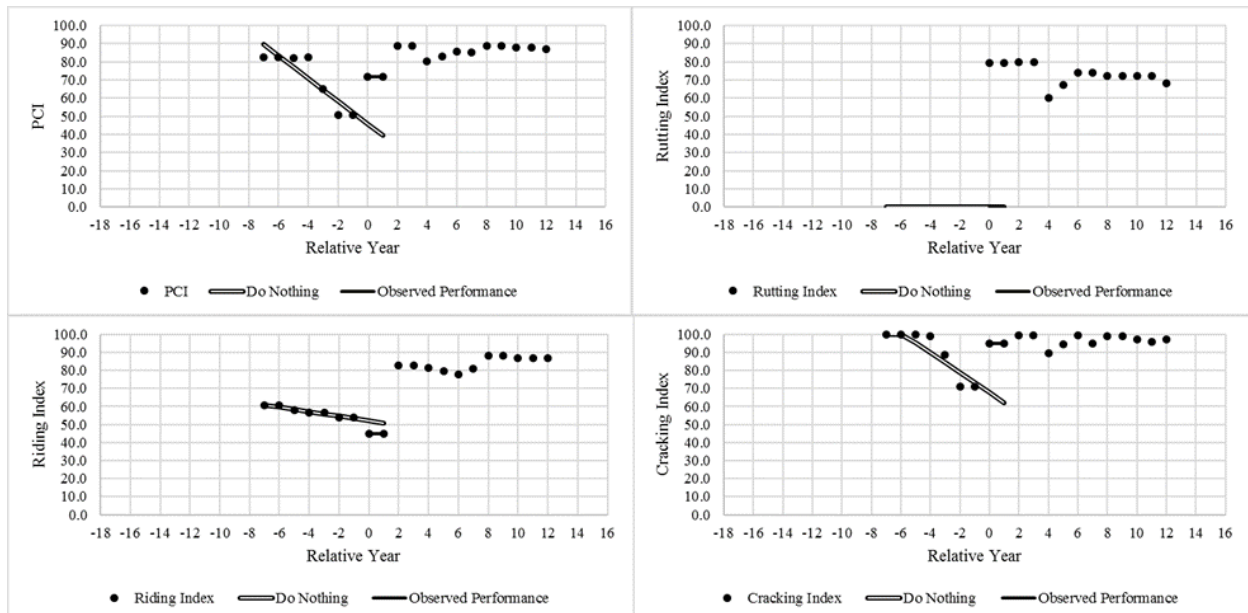 100.0
90.0
80.0
70.0
60.0
50.0
40.0
30.0
20.0
10.0
0.0
PCI
-18 -16 -14 -12 -10 -8 -6 -4 -2 0 2 4 6 8 10 12 14 16
Relative Year
PCI Do Nothing Observed Performance
100.0
90.0
80.0
70.0
60.0
50.0
40.0
30.0
20.0
10.0
0.0
Rutting Index
-18 -16 -14 -12 -10 -8 -6 -4 -2 0 2 4 6 8 10 12 14 16
Relative Year
Rutting Index Do Nothing Observed Performance
100.0
90.0
80.0
70.0
60.0
50.0
40.0
30.0
20.0
10.0
0.0
Riding Index
-18 -16 -14 -12 -10 -8 -6 -4 -2 0 2 4 6 8 10 12 14 16
Relative Year
Riding Index Do Nothing Observed Performance
100.0
90.0
80.0
70.0
60.0
50.0
40.0
30.0
20.0
10.0
0.0
Cracking Index
-18 -16 -14 -12 -10 -8 -6 -4 -2 0 2 4 6 8 10 12 14 16
Relative Year
Cracking Index Do Nothing Observed Performance